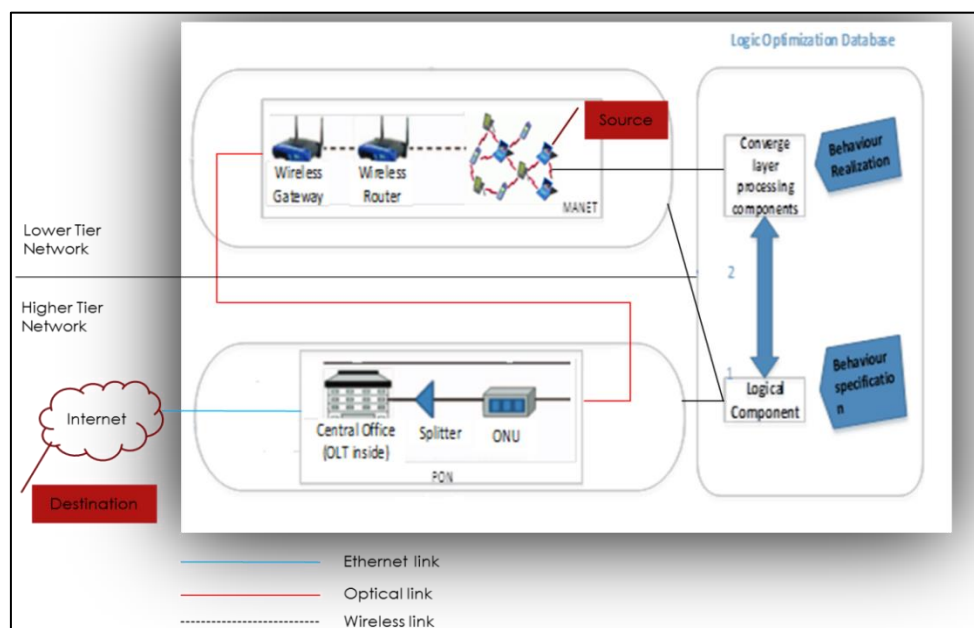 Logic Optimization Database
Source
Wireless
Gateway
Wireless
Router
MANET
Converge
layer
processing
components
Behaviour
Realization
Lower Tier
Network
Higher Tier
Network
2
1
Logical
Component
Behaviour
specificatio
n
Internet
Central Office
(OLT inside)
Splitter
ONU
PON
Destination
Ethernet link
Optical link
Wireless link